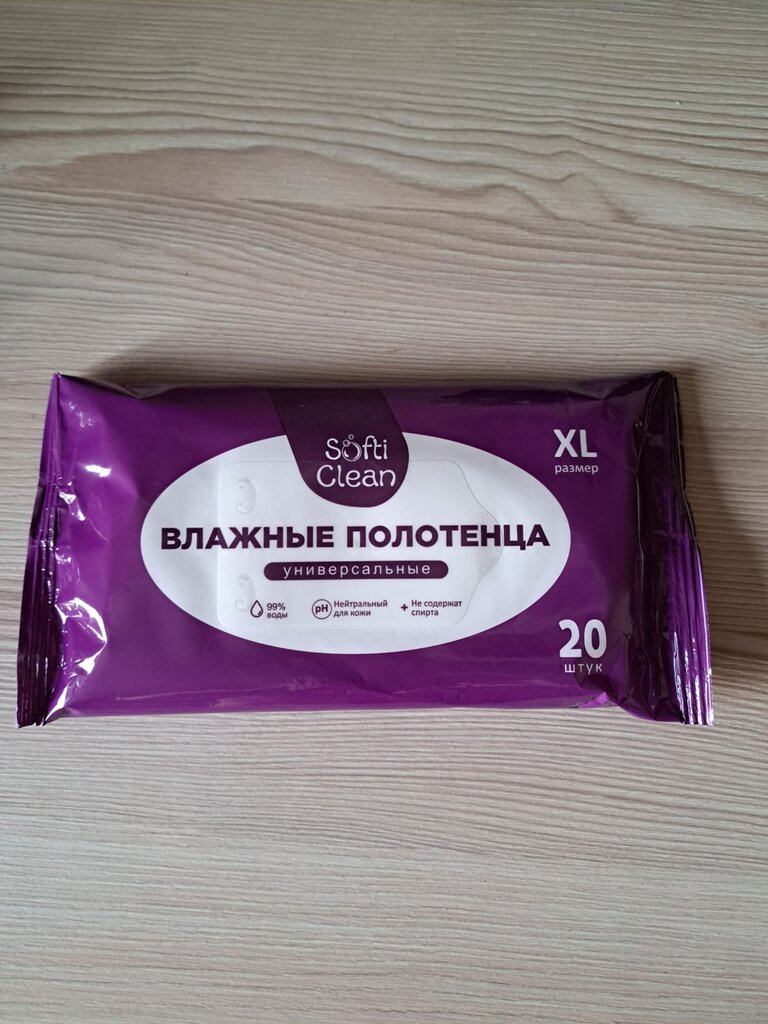 Softi
Clean
XL
размер
ВЛАЖНЫЕ ПОЛОТЕНЦА
универсальные
99%
воды
pH
Нейтральный
для кожи
+ Не содержат
спирта
20
штук